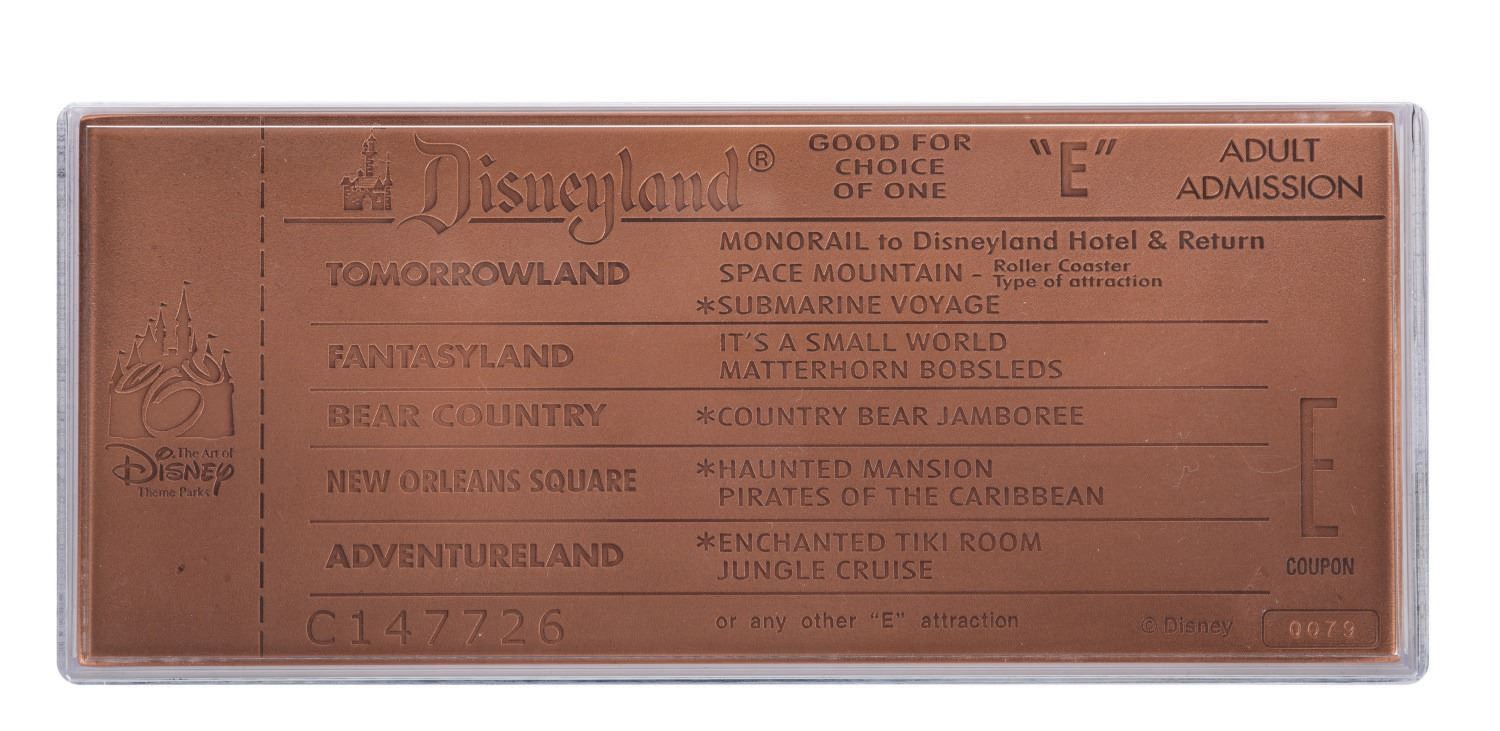 Disneyland®
GOOD FOR
CHOICE
OF ONE
"E"
ADULT
ADMISSION
TOMORROWLAND
MONORAIL to Disneyland Hotel & Return
SPACE MOUNTAIN - Roller Coaster
Type of attraction
*SUBMARINE VOYAGE
FANTASYLAND
IT'S A SMALL WORLD
MATTERHORN BOBSLEDS
BEAR COUNTRY
*COUNTRY BEAR JAMBOREE
NEW ORLEANS SQUARE
*HAUNTED MANSION
PIRATES OF THE CARIBBEAN
ADVENTURELAND
*ENCHANTED TIKI ROOM
JUNGLE CRUISE
C147726
or any other "E" attraction
© Disney
0079
E
COUPON
The Art of
DISNEY
Theme Parks